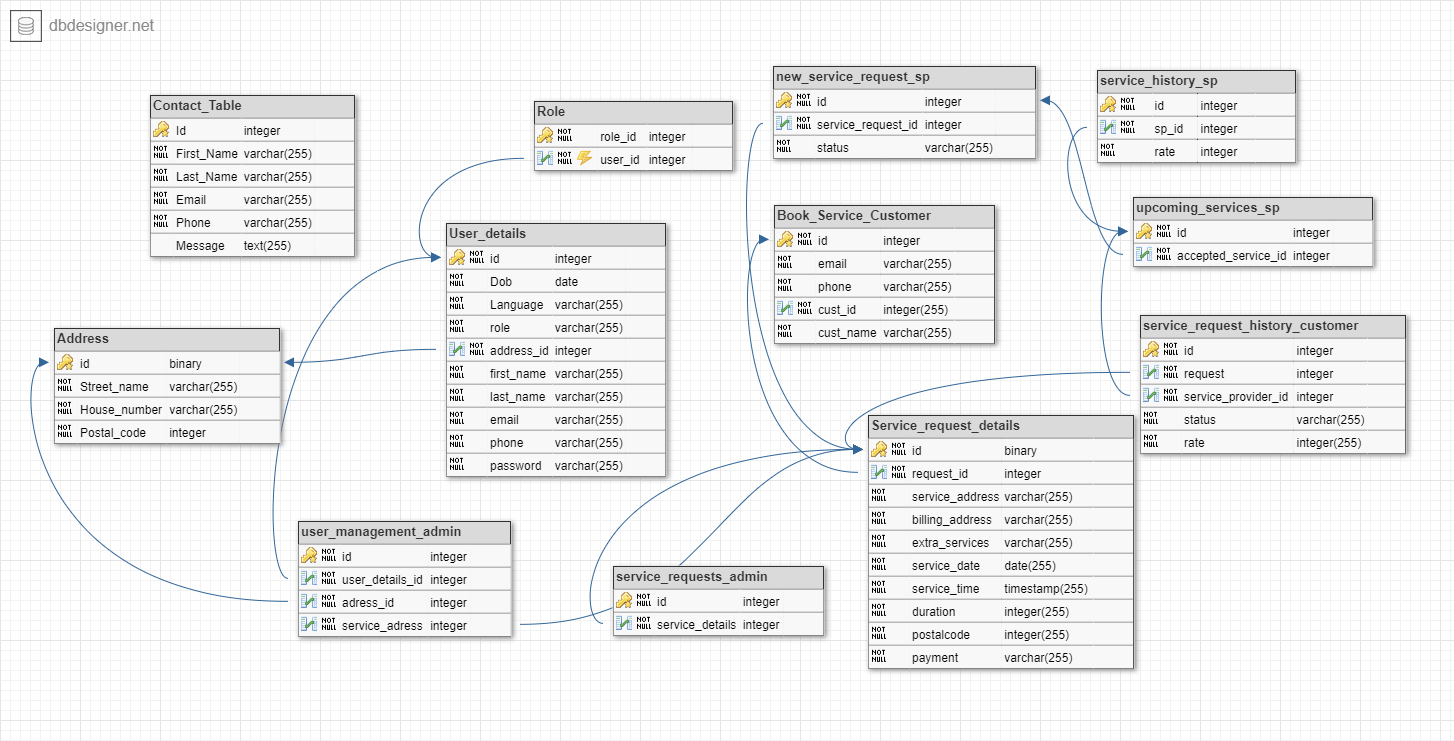 dbdesigner.net
Contact_Table
NOT NULL Id integer
NOT NULL First_Name varchar(255)
NOT NULL Last_Name varchar(255)
NOT NULL Email varchar(255)
NOT NULL Phone varchar(255)
Message text(255)
Role
NOT NULL role_id integer
NOT NULL user_id integer
new_service_request_sp
NOT NULL id integer
NOT NULL service_request_id integer
NOT NULL status varchar(255)
service_history_sp
NOT NULL id integer
NOT NULL sp_id integer
NOT NULL rate integer
User_details
NOT NULL id integer
NOT NULL Dob date
NOT NULL Language varchar(255)
NOT NULL role varchar(255)
NOT NULL address_id integer
NOT NULL first_name varchar(255)
NOT NULL last_name varchar(255)
NOT NULL email varchar(255)
NOT NULL phone varchar(255)
NOT NULL password varchar(255)
Book_Service_Customer
NOT NULL id integer
NOT NULL email varchar(255)
NOT NULL phone varchar(255)
NOT NULL cust_id integer(255)
NOT NULL cust_name varchar(255)
upcoming_services_sp
NOT NULL id integer
NOT NULL accepted_service_id integer
Address
id binary
NOT NULL Street_name varchar(255)
NOT NULL House_number varchar(255)
NOT NULL Postal_code integer
service_request_history_customer
NOT NULL id integer
NOT NULL request integer
NOT NULL service_provider_id integer
NOT NULL status varchar(255)
NOT NULL rate integer(255)
Service_request_details
NOT NULL id binary
NOT NULL request_id integer
NOT NULL service_address varchar(255)
NOT NULL billing_address varchar(255)
NOT NULL extra_services varchar(255)
NOT NULL service_date date(255)
NOT NULL service_time timestamp(255)
NOT NULL duration integer(255)
NOT NULL postalcode integer(255)
NOT NULL payment varchar(255)
user_management_admin
NOT NULL id integer
NOT NULL user_details_id integer
NOT NULL adress_id integer
NOT NULL service_adress integer
service_requests_admin
NOT NULL id integer
NOT NULL service_details integer